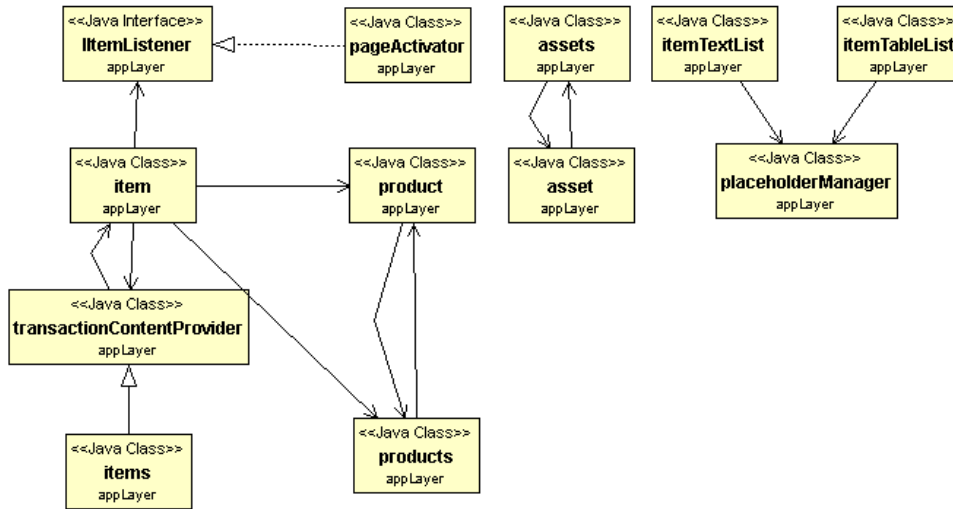 <<Java Interface>>
IItemListener
appLayer
<<Java Class>>
pageActivator
appLayer
<<Java Class>>
assets
appLayer
<<Java Class>>
itemTextList
appLayer
<<Java Class>>
itemTableList
appLayer
<<Java Class>>
item
appLayer
<<Java Class>>
product
appLayer
<<Java Class>>
asset
appLayer
<<Java Class>>
placeholderManager
appLayer
<<Java Class>>
transactionContentProvider
appLayer
<<Java Class>>
items
appLayer
<<Java Class>>
products
appLayer